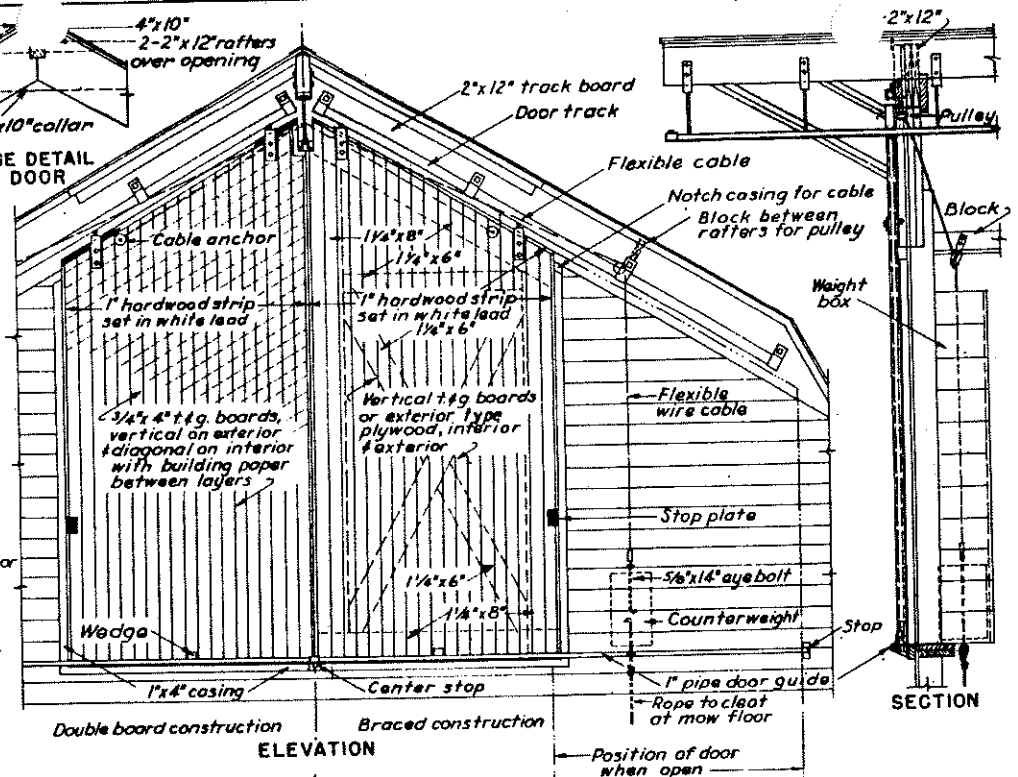 4"x10"
2-2"x12" rafters
over opening
x10" collar
GE DETAIL
DOOR
2"x12" track board
Door track
Flexible cable
Notch casing for cable
Block between
rafters for pulley
Cable anchor
1¼"x8"
1¼"x6"
1" hardwood strip
set in white lead
1" hardwood strip
set in white lead
1¼"x6"
3/4"x4" t.&g. boards,
vertical on exterior
& diagonal on interior
with building paper
between layers
Vertical t.&g. boards
or exterior type
plywood, interior
& exterior
Flexible
wire cable
Stop plate
or
1¼"x6"
1¼"x8"
5/8"x14" ayebolt
Counterweight
Stop
Wedge
1"x4" casing
Center stop
1" pipe door guide
Rope to cleat
at mow floor
Double board construction
Braced construction
ELEVATION
Position of door
when open
2"x12"
Pulley
Block
Weight
box
SECTION